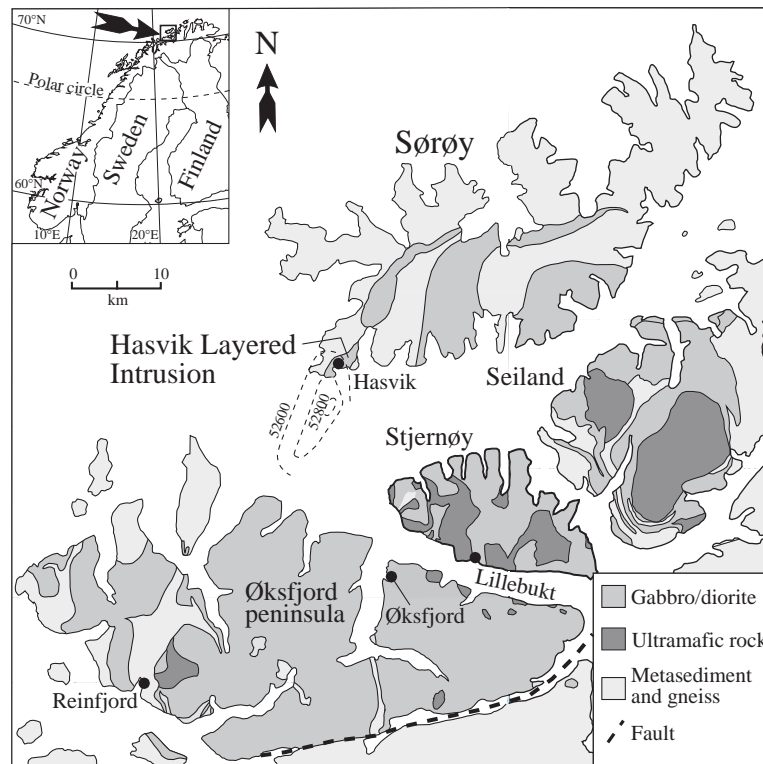 70°N
Polar circle
Norway
Sweden
Finland
60°N
10°E
20°E
N
0 10
km
Sørøy
Hasvik Layered
Intrusion
Hasvik
52600
52800
Seiland
Stjernøy
Lillebukt
Øksfjord
peninsula
Øksfjord
Reinfjord
Gabbro/diorite
Ultramafic rock
Metasediment
and gneiss
Fault